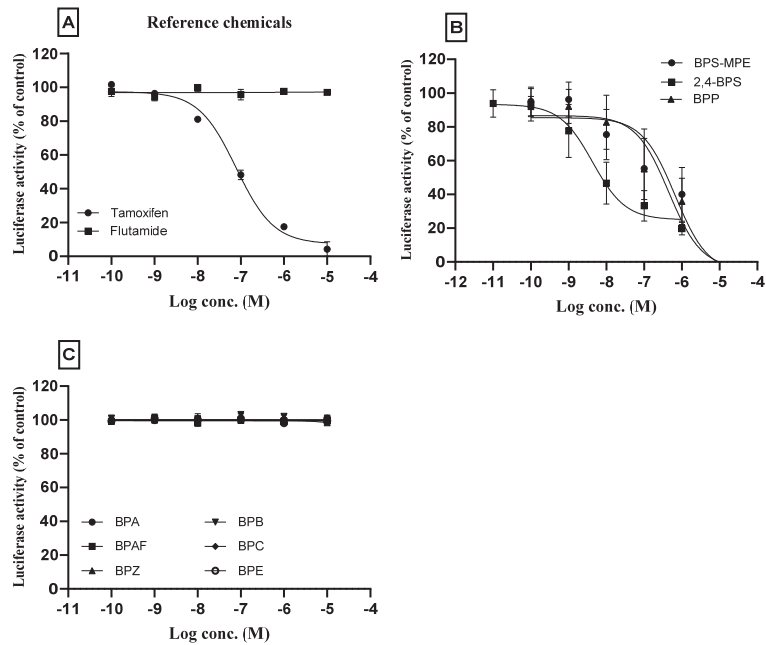 A
Reference chemicals
Luciferase activity (% of control)
120
100
80
60
40
20
0
Tamoxifen
Flutamide
-11 -10 -9 -8 -7 -6 -5 -4
Log conc. (M)
B
Luciferase activity (% of control)
120
100
80
60
40
20
0
BPS-MPE
2,4-BPS
BPP
-12 -11 -10 -9 -8 -7 -6 -5 -4
Log conc. (M)
C
Luciferase activity (% of control)
120
100
80
60
40
20
0
BPA BPB
BPAF BPC
BPZ BPE
-11 -10 -9 -8 -7 -6 -5 -4
Log conc. (M)